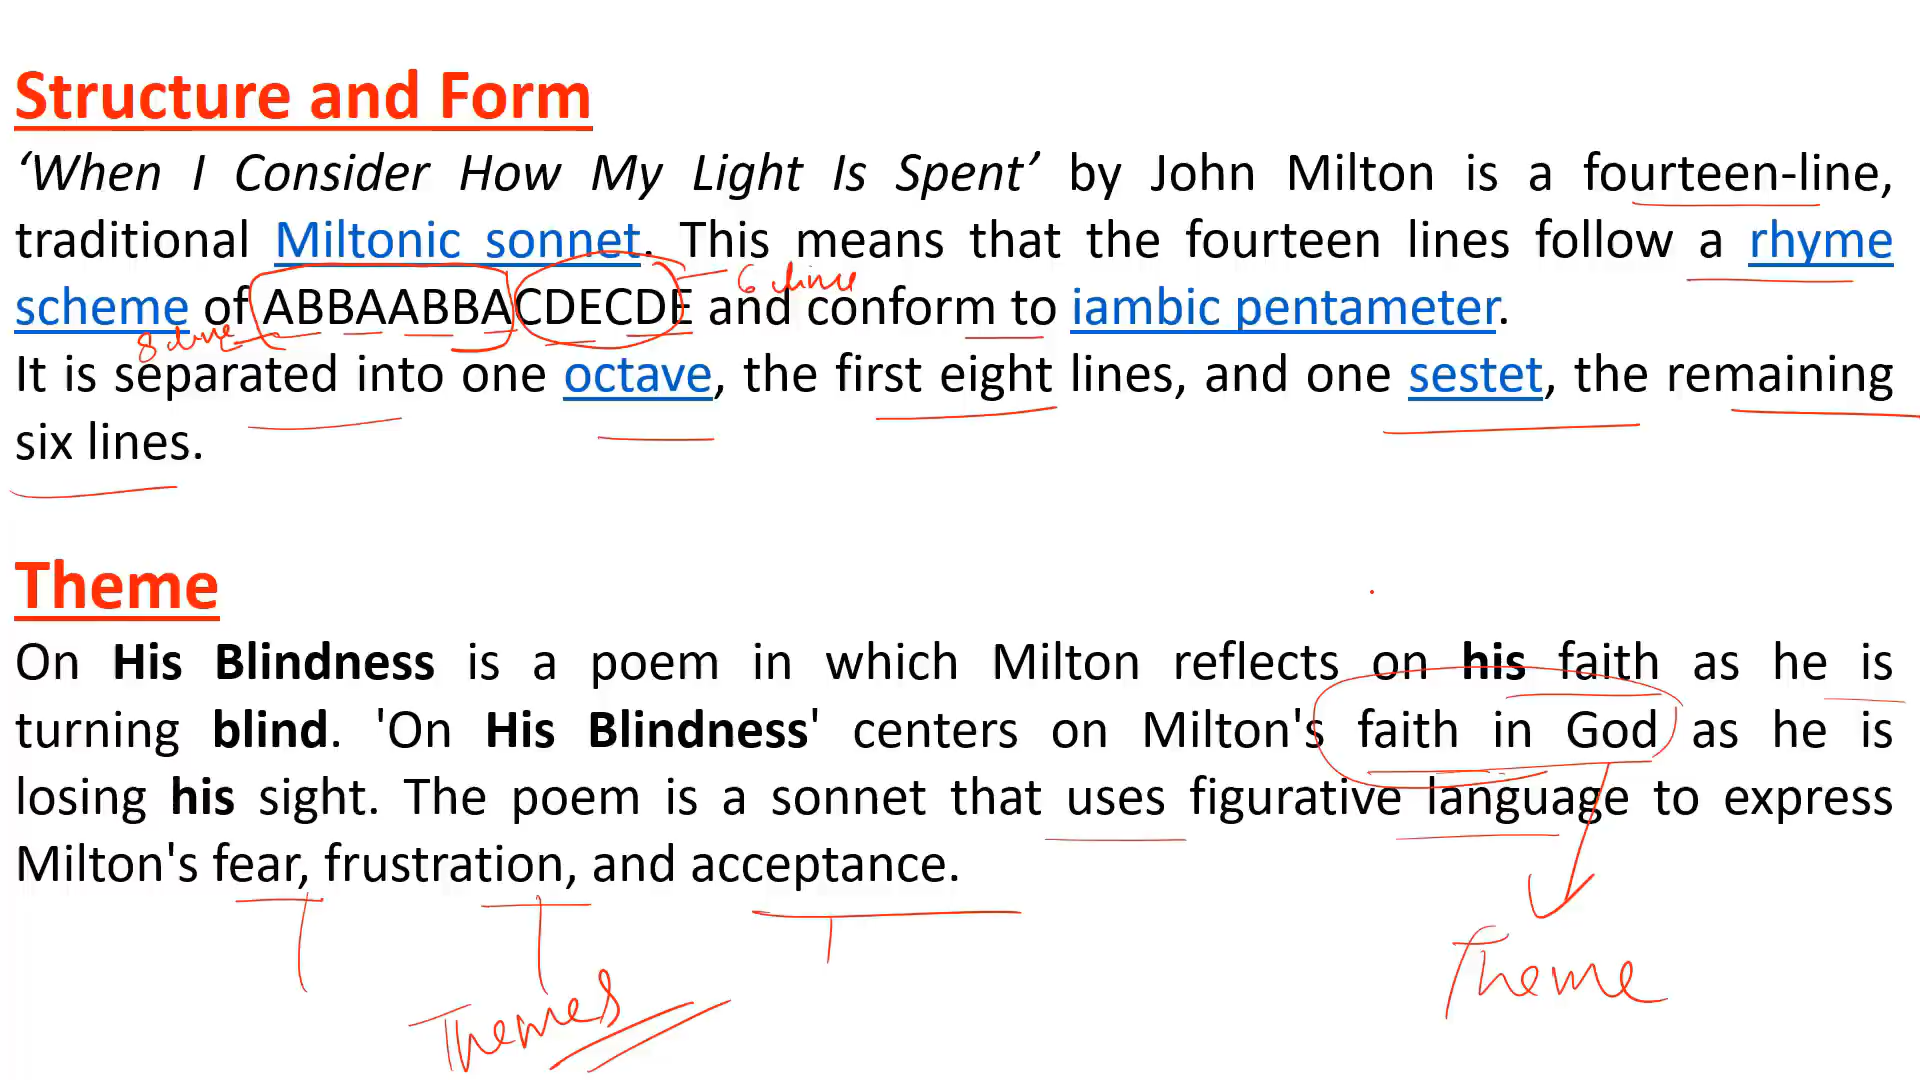 Structure and Form
‘When I Consider How My Light Is Spent’ by John Milton is a fourteen-line,
traditional Miltonic sonnet. This means that the fourteen lines follow a rhyme
6 line
scheme of ABBAABBACDECDE and conform to iambic pentameter.
8 line
It is separated into one octave, the first eight lines, and one sestet, the remaining
six lines.
Theme
On His Blindness is a poem in which Milton reflects on his faith as he is
turning blind. 'On His Blindness' centers on Milton's faith in God as he is
losing his sight. The poem is a sonnet that uses figurative language to express
Milton's fear, frustration, and acceptance.
Theme
Themes